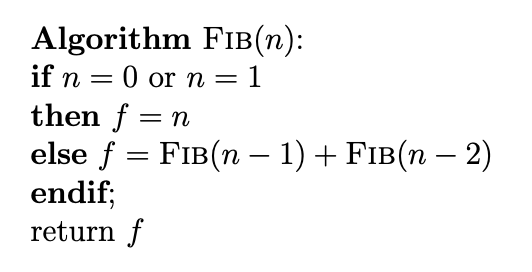 Algorithm FIB(n):
if n = 0 or n = 1
then f = n
else f = FIB(n − 1) + FIB(n − 2)
endif;
return f